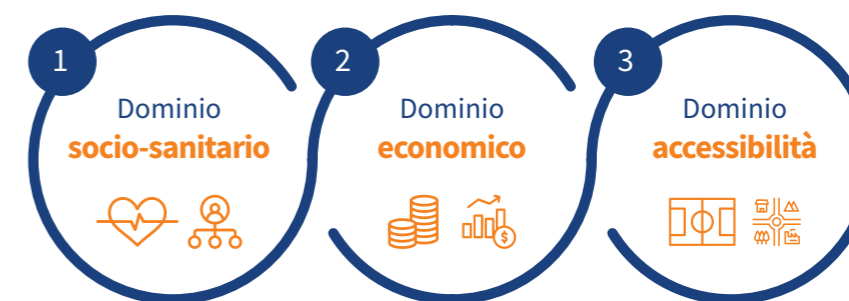 1
Dominio
socio-sanitario
2
Dominio
economico
$
3
Dominio
accessibilità